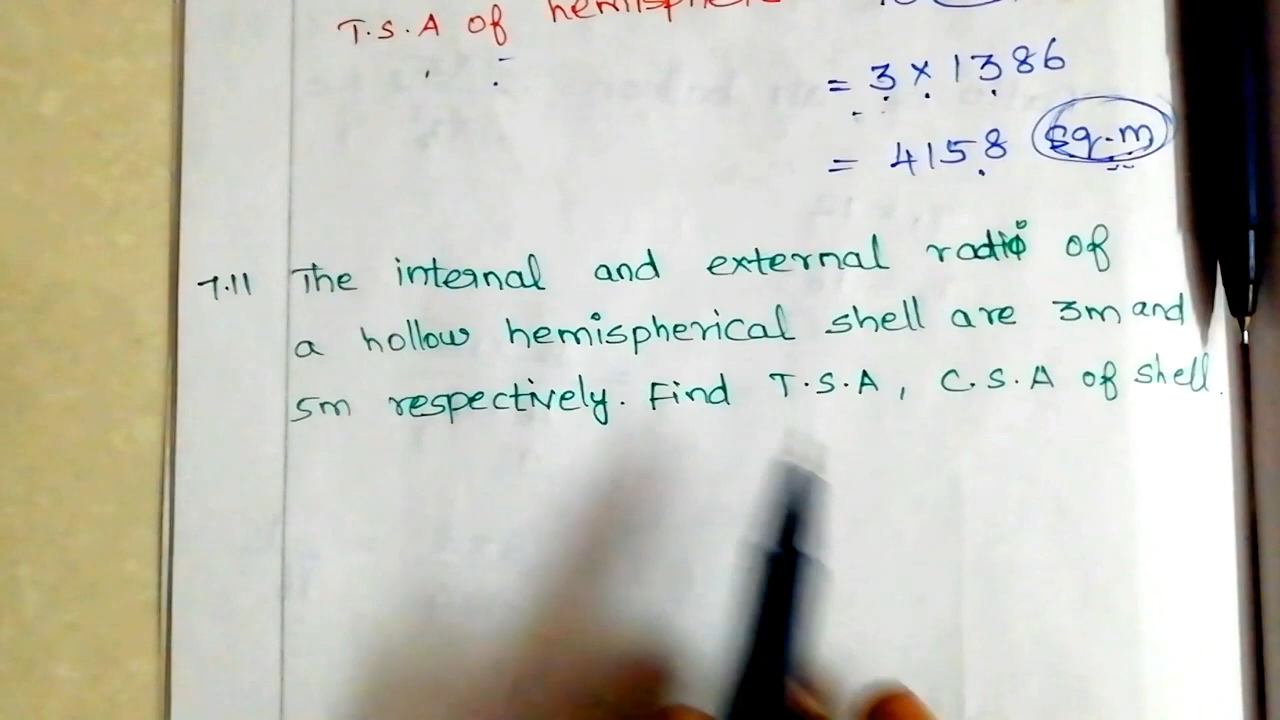 T.S.A of hemisphere
= 3 × 1386
= 4158 sq.m
7.11 The internal and external radii of
a hollow hemispherical shell are 3m and
5m respectively. Find T.S.A, C.S.A of shell.